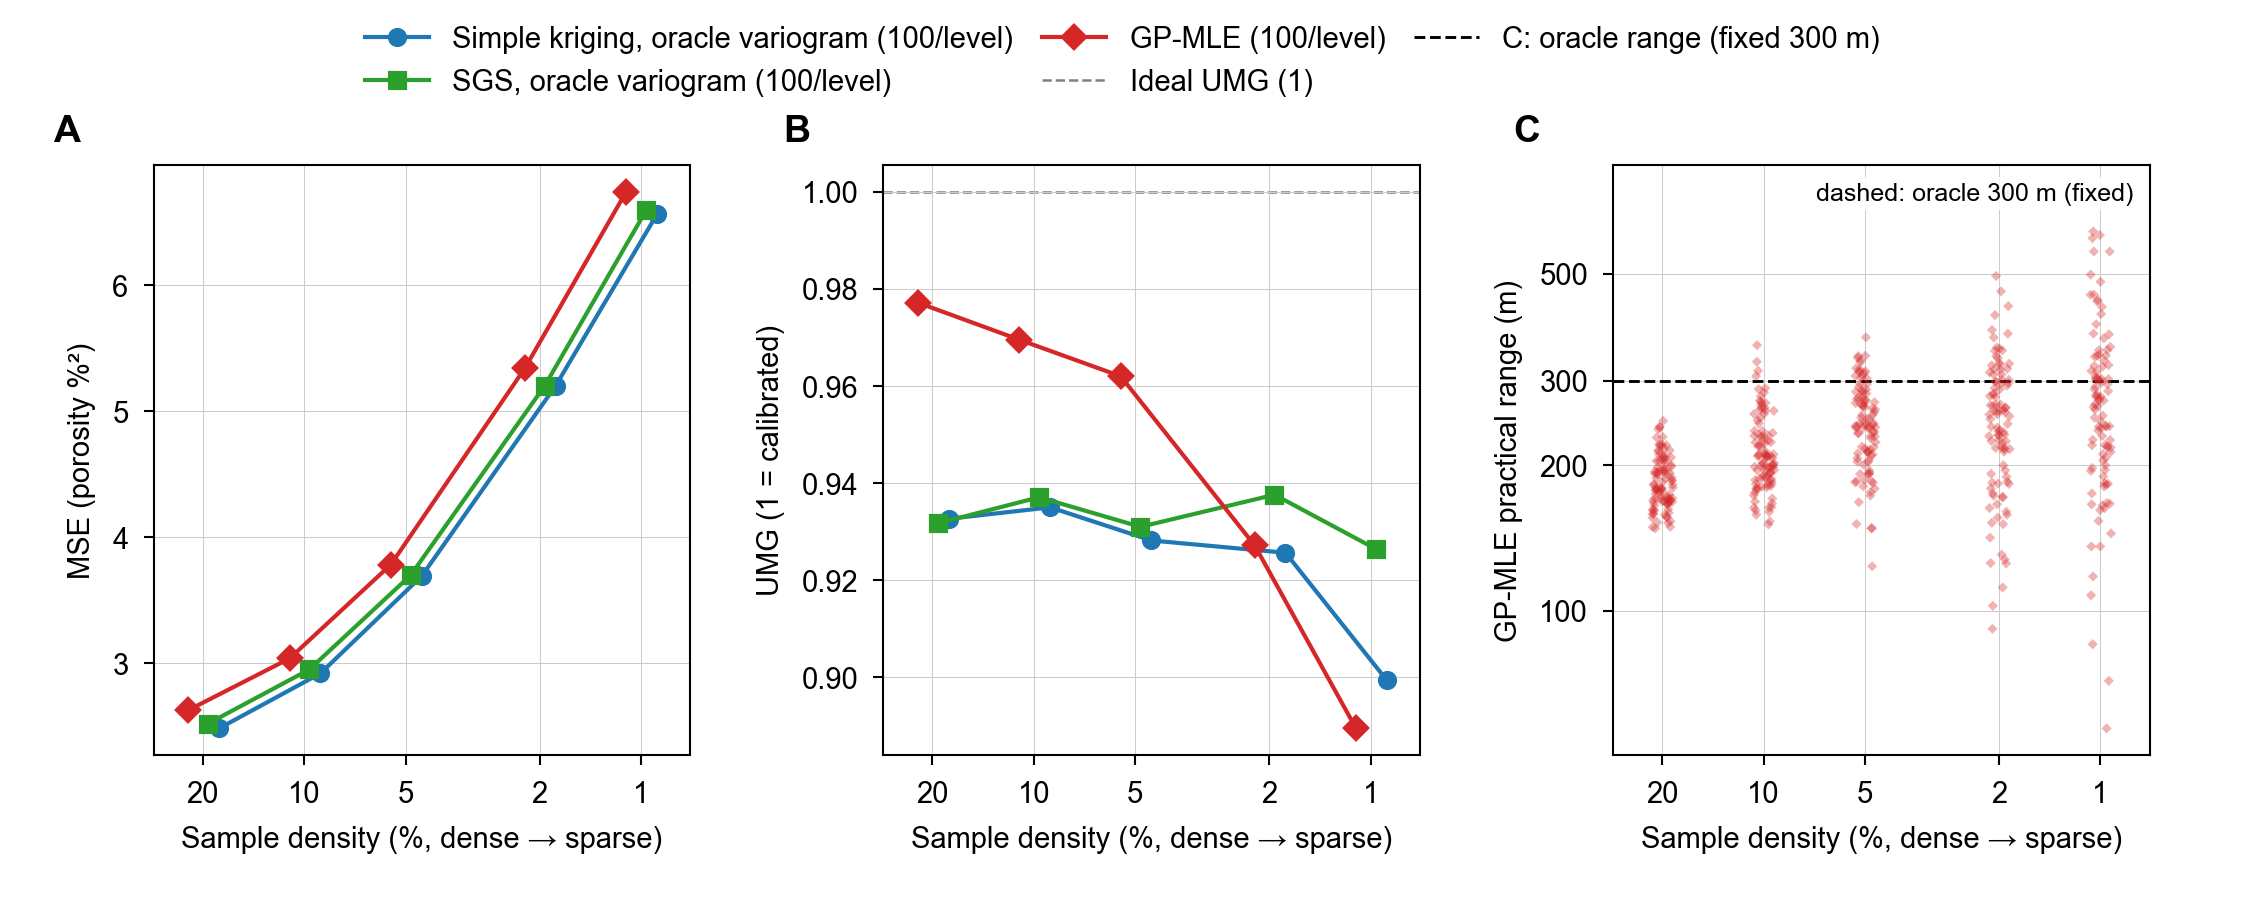 Simple kriging, oracle variogram (100/level)
SGS, oracle variogram (100/level)
GP-MLE (100/level)
Ideal UMG (1)
C: oracle range (fixed 300 m)
A
MSE (porosity %²)
6
5
4
3
20 10 5 2 1
Sample density (%, dense → sparse)
B
UMG (1 = calibrated)
1.00
0.98
0.96
0.94
0.92
0.90
20 10 5 2 1
Sample density (%, dense → sparse)
C
dashed: oracle 300 m (fixed)
GP-MLE practical range (m)
500
300
200
100
20 10 5 2 1
Sample density (%, dense → sparse)